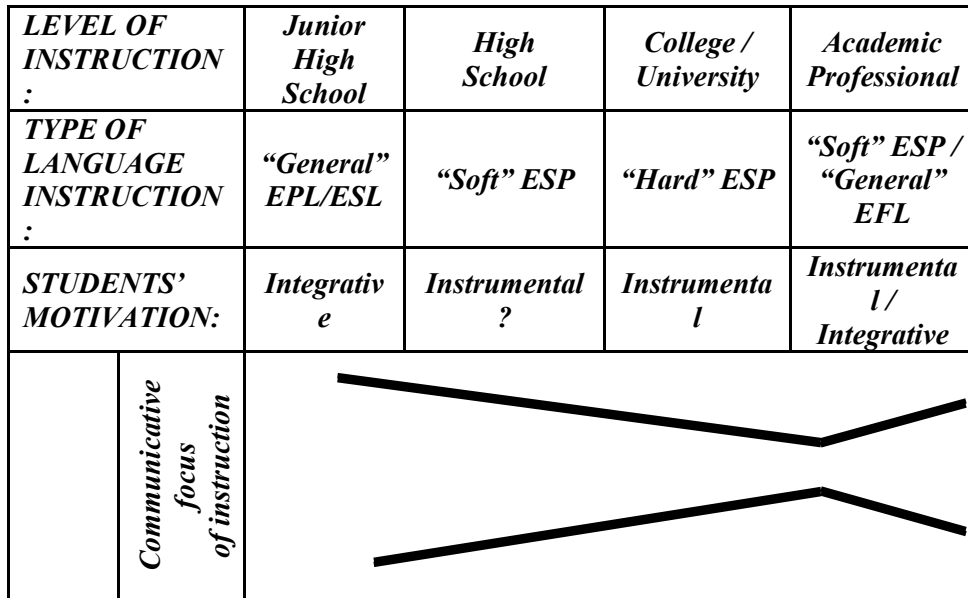 LEVEL OF
INSTRUCTION
:
Junior
High
School
High
School
College /
University
Academic
Professional
TYPE OF
LANGUAGE
INSTRUCTION
:
“General”
EPL/ESL
“Soft” ESP
“Hard” ESP
“Soft” ESP /
“General”
EFL
STUDENTS’
MOTIVATION:
Integrativ
e
Instrumental
?
Instrumenta
l
Instrumenta
l /
Integrative
Communicative
focus
of instruction